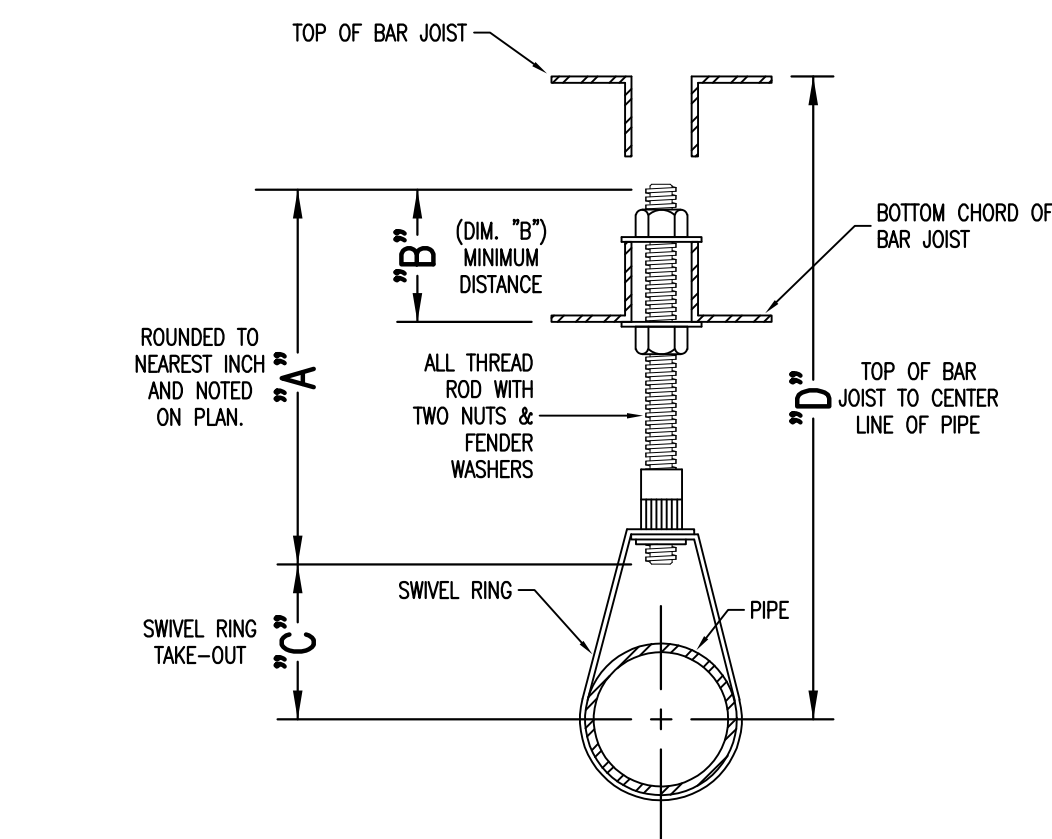 TOP OF BAR JOIST
BOTTOM CHORD OF
BAR JOIST
"B"
(DIM. "B")
MINIMUM
DISTANCE
ROUNDED TO
NEAREST INCH
AND NOTED
ON PLAN.
"A"
ALL THREAD
ROD WITH
TWO NUTS &
FENDER
WASHERS
"D"
TOP OF BAR
JOIST TO CENTER
LINE OF PIPE
SWIVEL RING
PIPE
SWIVEL RING
TAKE-OUT
"C"